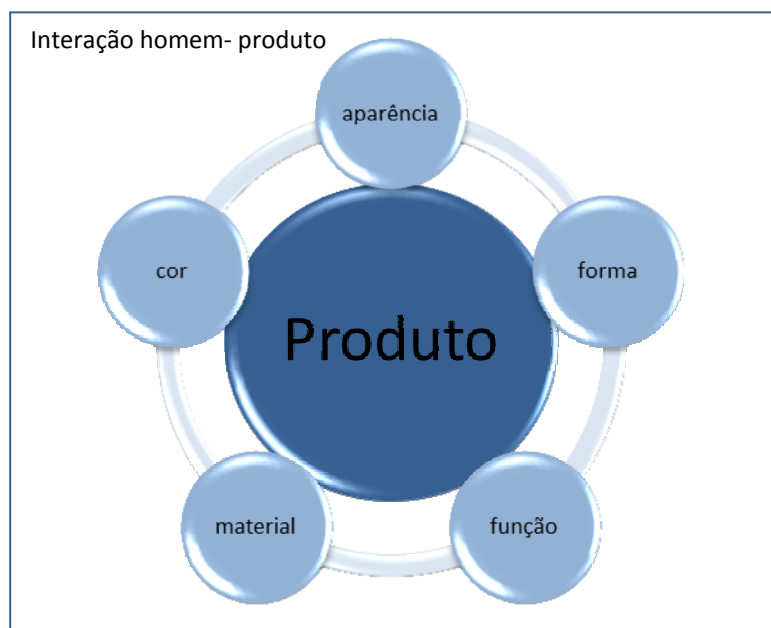 Interação homem- produto
aparência
cor
forma
Produto
material
função